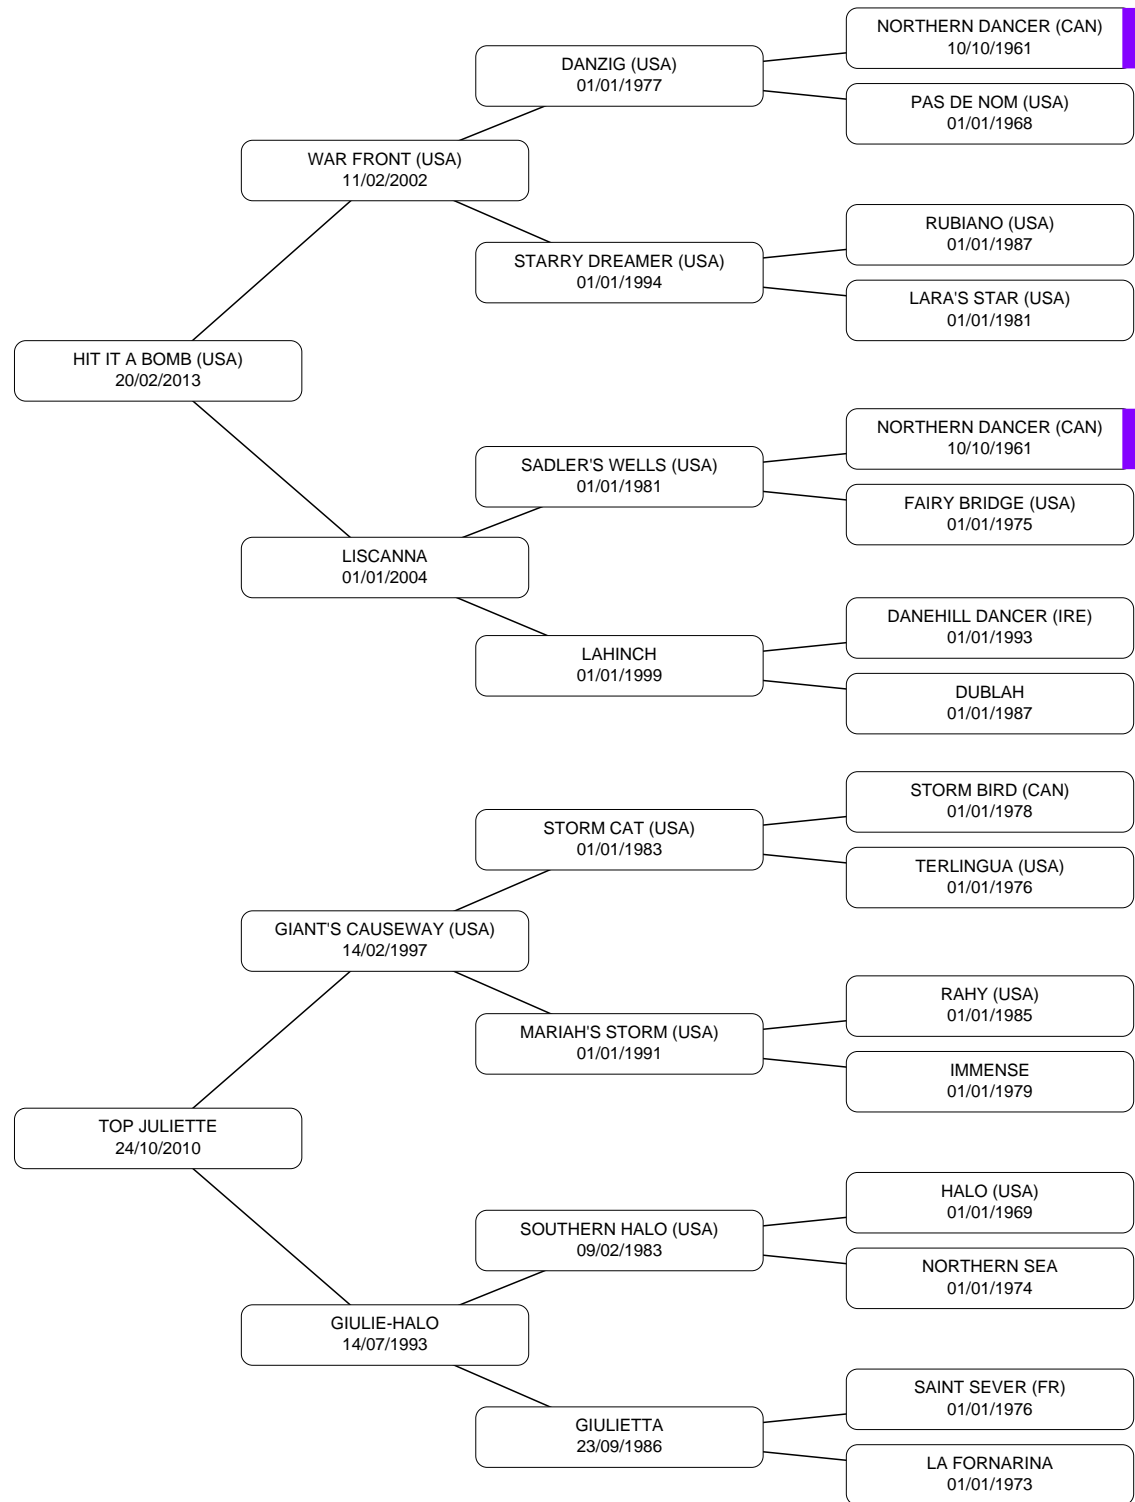 NORTHERN DANCER (CAN)
10/10/1961
DANZIG (USA)
01/01/1977
PAS DE NOM (USA)
01/01/1968
WAR FRONT (USA)
11/02/2002
RUBIANO (USA)
01/01/1987
STARRY DREAMER (USA)
01/01/1994
LARA'S STAR (USA)
01/01/1981
HIT IT A BOMB (USA)
20/02/2013
NORTHERN DANCER (CAN)
10/10/1961
SADLER'S WELLS (USA)
01/01/1981
FAIRY BRIDGE (USA)
01/01/1975
LISCANNA
01/01/2004
DANEHILL DANCER (IRE)
01/01/1993
LAHINCH
01/01/1999
DUBLAH
01/01/1987
STORM BIRD (CAN)
01/01/1978
STORM CAT (USA)
01/01/1983
TERLINGUA (USA)
01/01/1976
GIANT'S CAUSEWAY (USA)
14/02/1997
RAHY (USA)
01/01/1985
MARIAH'S STORM (USA)
01/01/1991
IMMENSE
01/01/1979
TOP JULIETTE
24/10/2010
HALO (USA)
01/01/1969
SOUTHERN HALO (USA)
09/02/1983
NORTHERN SEA
01/01/1974
GIULIE-HALO
14/07/1993
SAINT SEVER (FR)
01/01/1976
GIULIETTA
23/09/1986
LA FORNARINA
01/01/1973